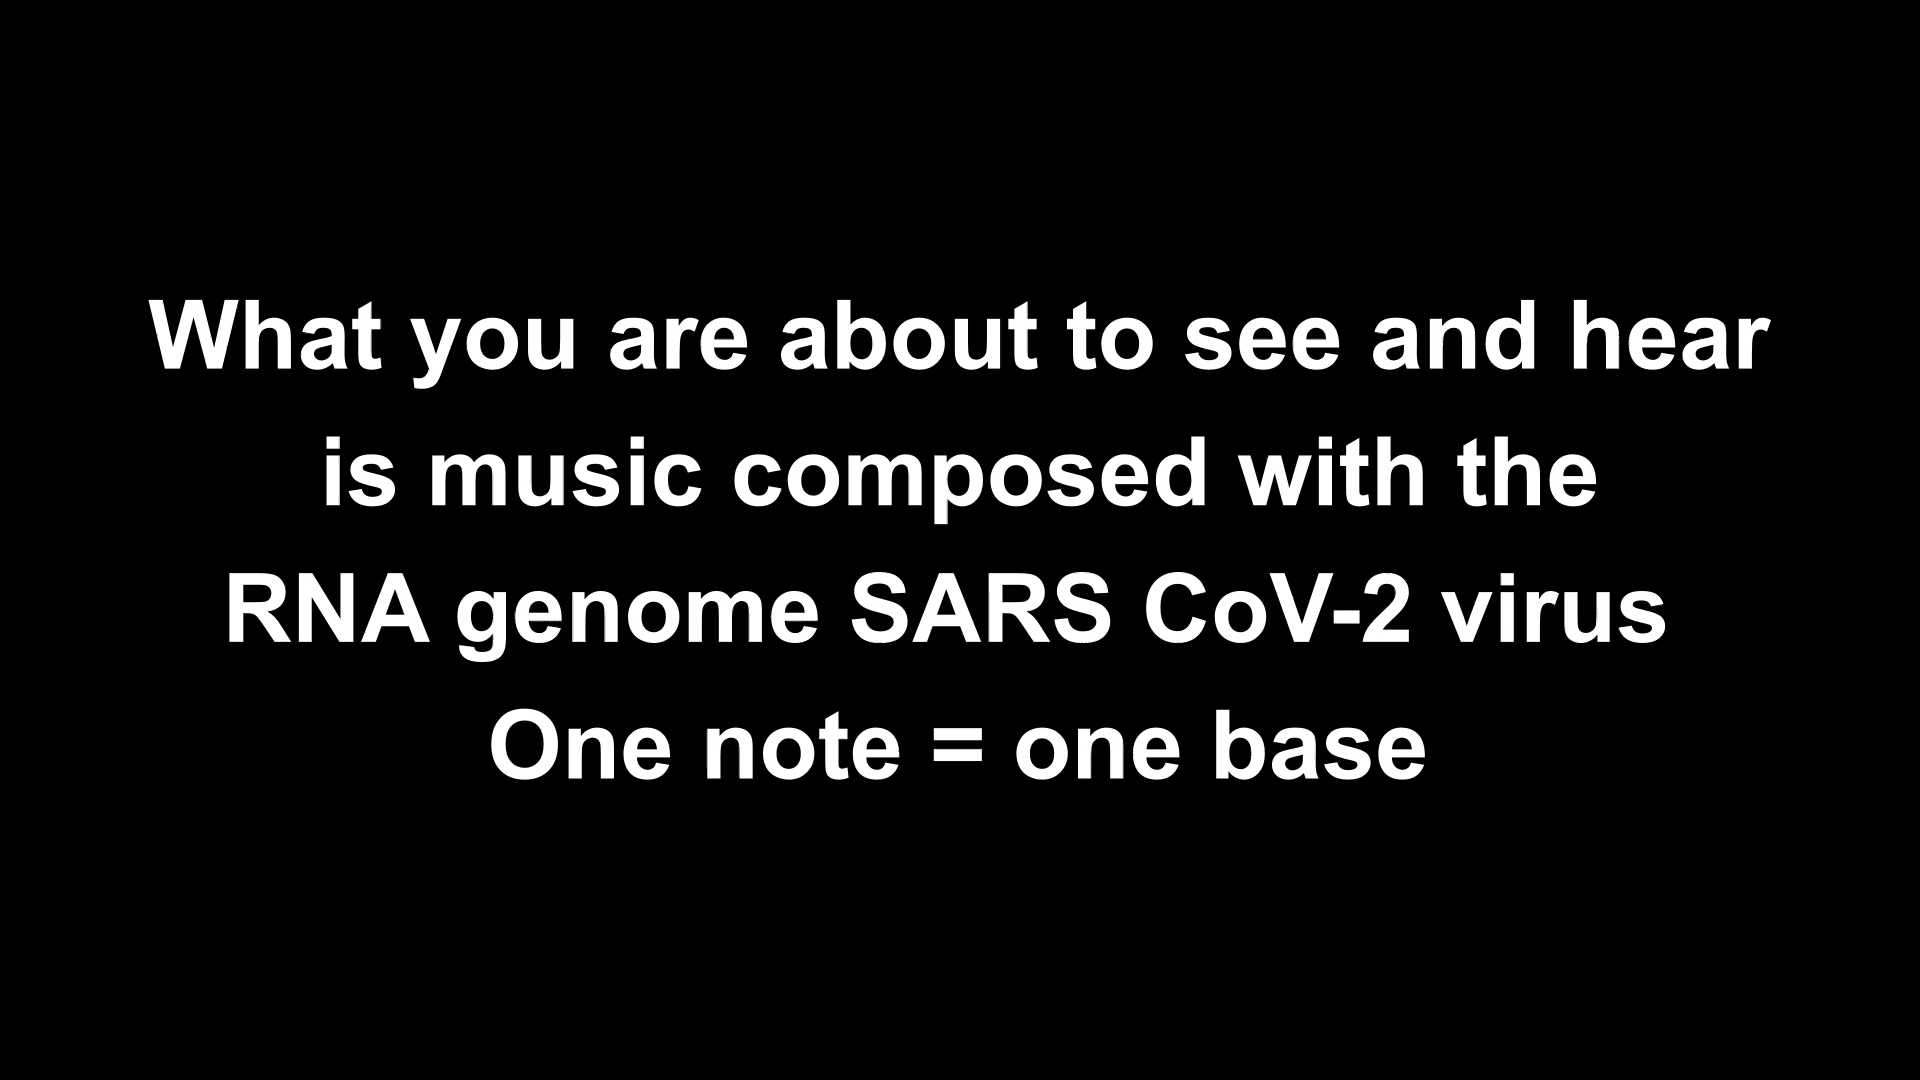 What you are about to see and hear
is music composed with the
RNA genome SARS CoV-2 virus
One note = one base